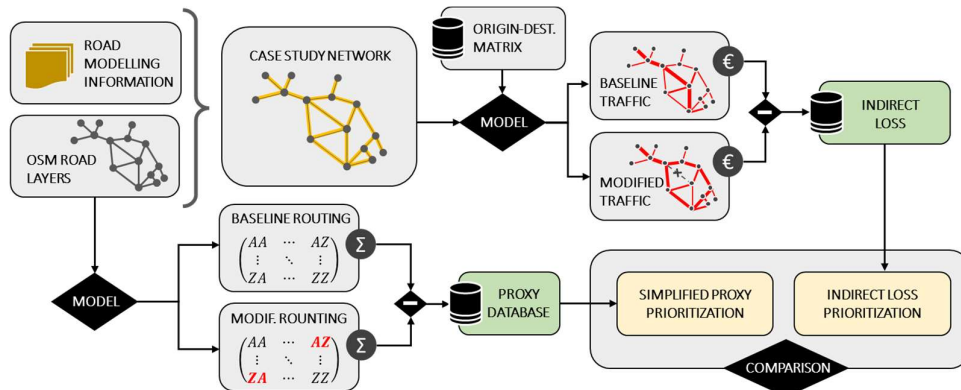 ROAD
MODELLING
INFORMATION
OSM ROAD
LAYERS
CASE STUDY NETWORK
ORIGIN-DEST.
MATRIX
MODEL
BASELINE
TRAFFIC
€
MODIFIED
TRAFFIC
€
INDIRECT
LOSS
MODEL
BASELINE ROUTING
AA ⋯ AZ
⋮ ⋱ ⋮
ZA ⋯ ZZ
Σ
MODIF. ROUNTING
AA ⋯ AZ
⋮ ⋱ ⋮
ZA ⋯ ZZ
Σ
PROXY
DATABASE
SIMPLIFIED PROXY
PRIORITIZATION
INDIRECT LOSS
PRIORITIZATION
COMPARISON